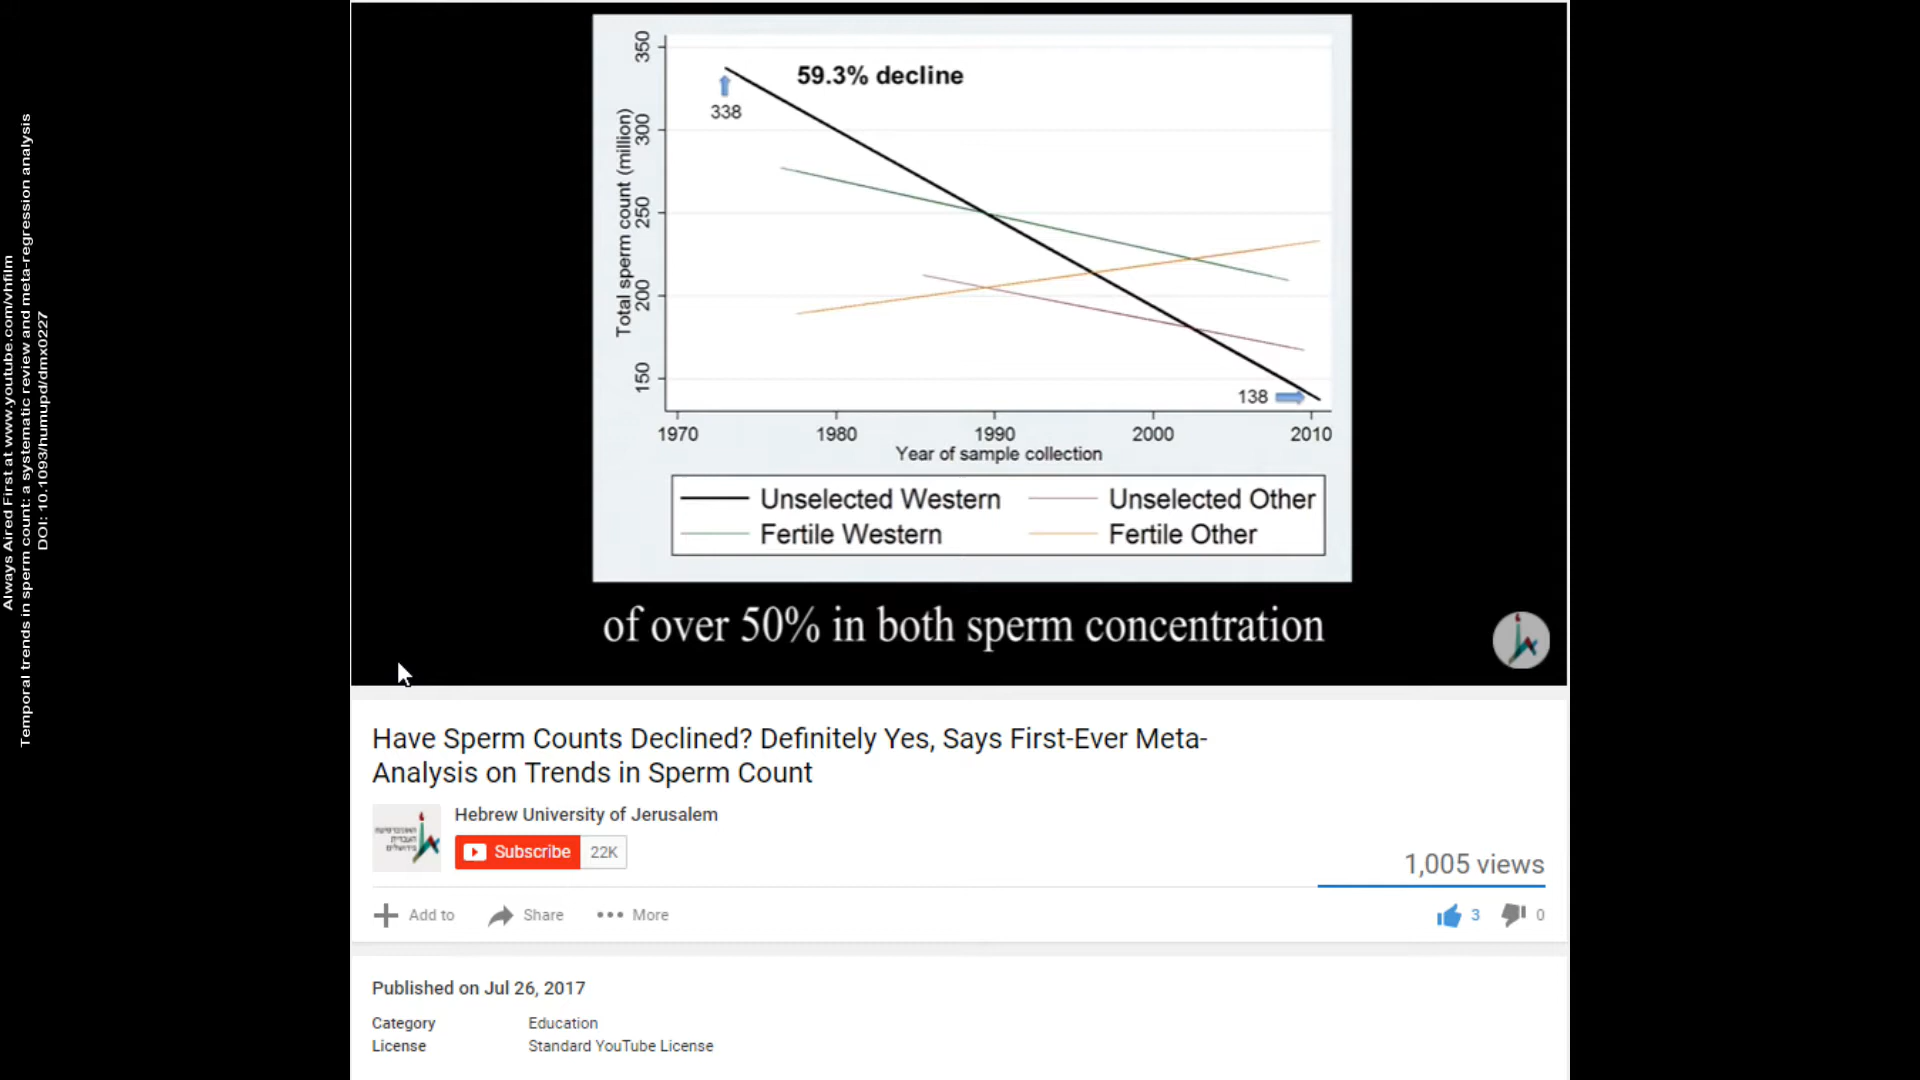 Always Aired First at www.youtube.com/vhfilm
Temporal trends in sperm count: a systematic review and meta-regression analysis
DOI: 10.1093/humupd/dmx0227
59.3% decline
338
138
Total sperm count (million)
350
300
250
200
150
1970 1980 1990 2000 2010
Year of sample collection
Unselected Western Unselected Other
Fertile Western Fertile Other
of over 50% in both sperm concentration
Have Sperm Counts Declined? Definitely Yes, Says First-Ever Meta-
Analysis on Trends in Sperm Count
Hebrew University of Jerusalem
Subscribe 22K
1,005 views
Add to Share More
3 0
Published on Jul 26, 2017
Category Education
License Standard YouTube License